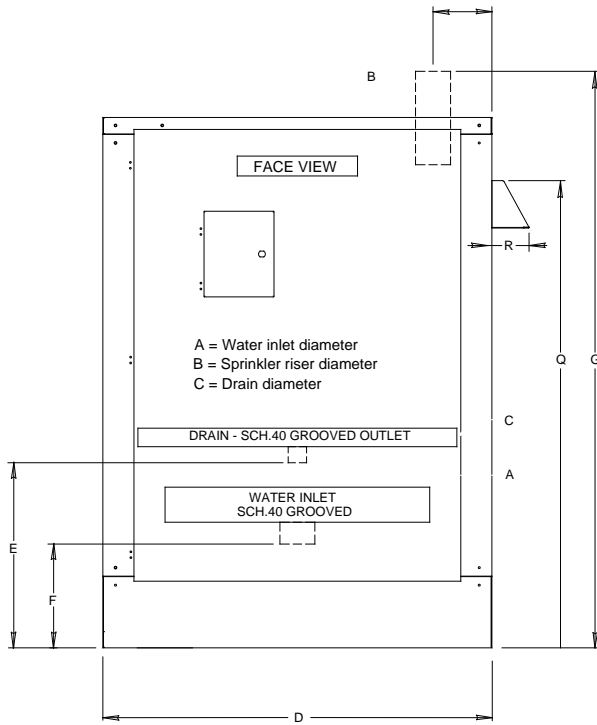 B
FACE VIEW
R
A = Water inlet diameter
B = Sprinkler riser diameter
C = Drain diameter
Q
G
C
DRAIN - SCH.40 GROOVED OUTLET
A
WATER INLET
SCH.40 GROOVED
E
F
D